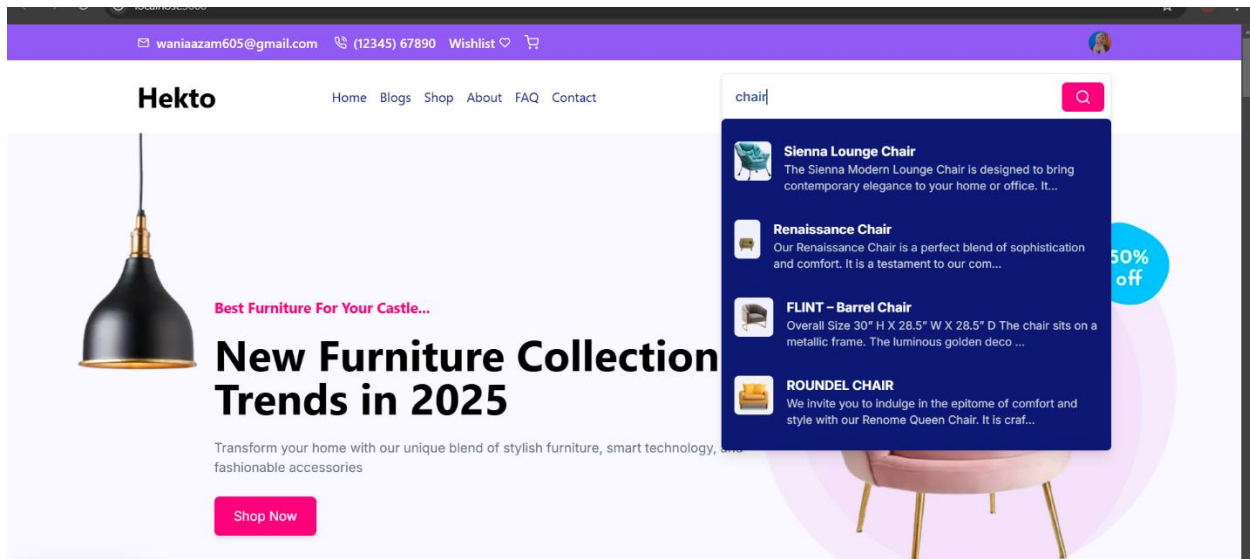 waniaazam605@gmail.com (12345) 67890 Wishlist
Hekto
Home Blogs Shop About FAQ Contact
chair
Sienna Lounge Chair
The Sienna Modern Lounge Chair is designed to bring
contemporary elegance to your home or office. It...
Renaissance Chair
Our Renaissance Chair is a perfect blend of sophistication
and comfort. It is a testament to our com...
FLINT – Barrel Chair
Overall Size 30″ H X 28.5″ W X 28.5″ D The chair sits on a
metallic frame. The luminous golden deco ...
ROUNDEL CHAIR
We invite you to indulge in the epitome of comfort and
style with our Renome Queen Chair. It is craf...
50%
off
Best Furniture For Your Castle...
New Furniture Collection
Trends in 2025
Transform your home with our unique blend of stylish furniture, smart technology, and
fashionable accessories
Shop Now